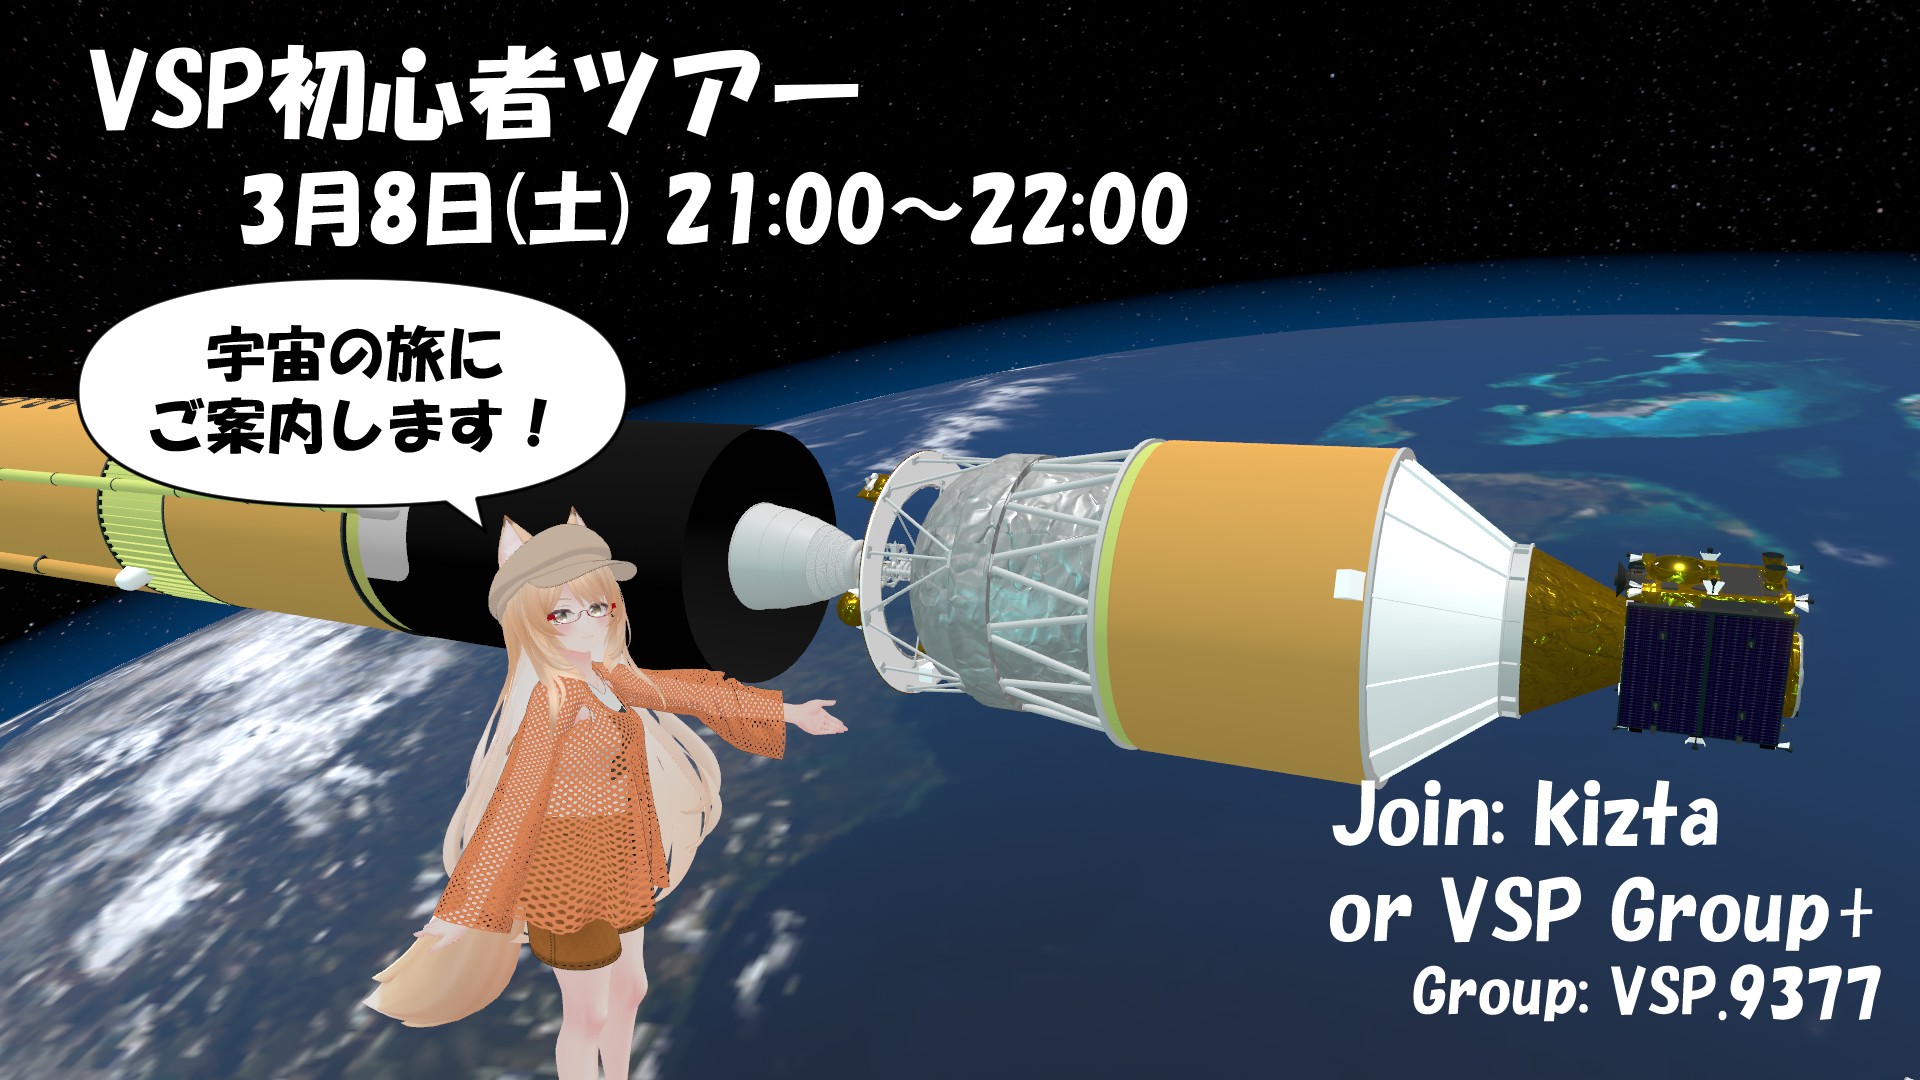 VSP初心者ツアー
3月8日(土) 21:00～22:00
宇宙の旅に
ご案内します！
Join: Kizta
or VSP Group+
Group: VSP.9377